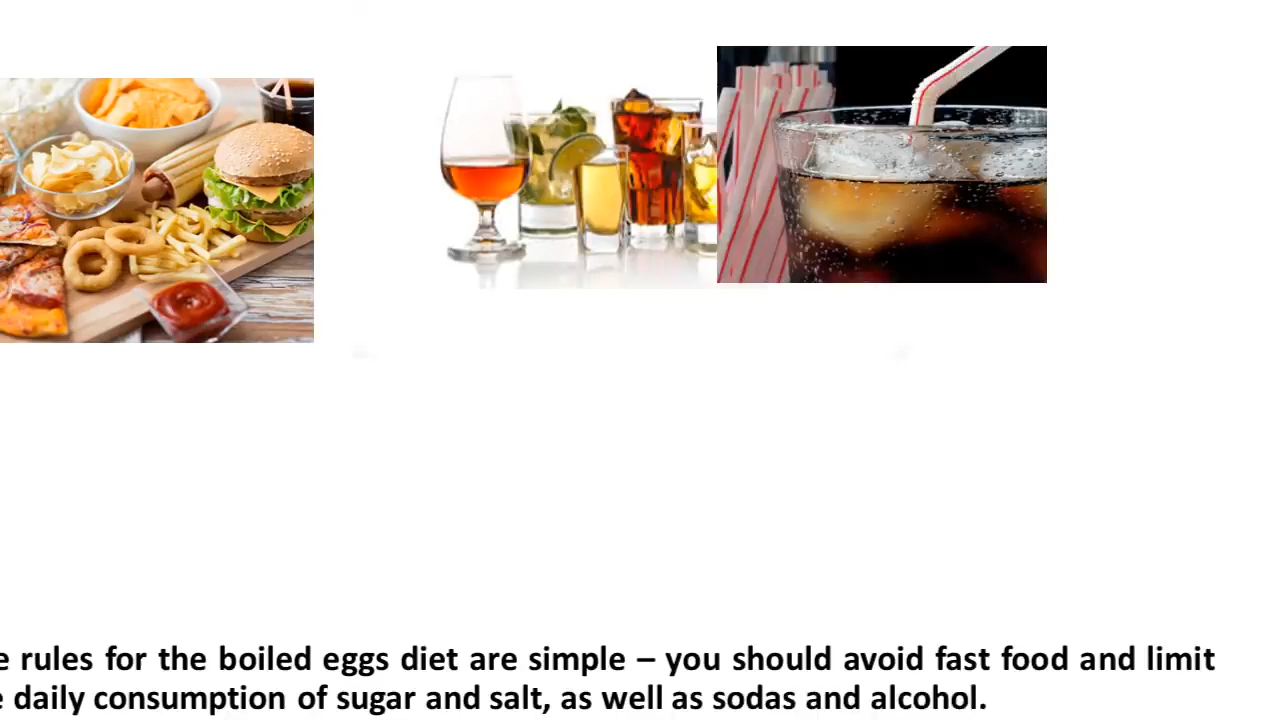 rules for the boiled eggs diet are simple – you should avoid fast food and limit
daily consumption of sugar and salt, as well as sodas and alcohol.